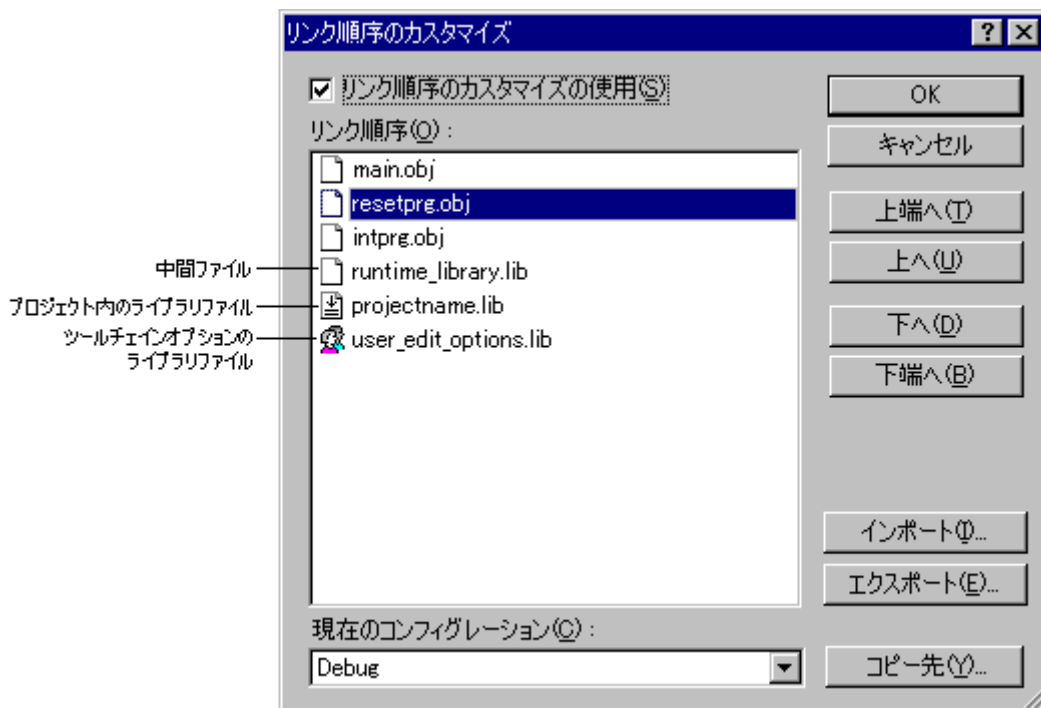 リンク順序のカスタマイズ
リンク順序のカスタマイズの使用(S)
リンク順序(O):
main.obj
resetprg.obj
intprg.obj
runtime_library.lib
projectname.lib
user_edit_options.lib
中間ファイル
プロジェクト内のライブラリファイル
ツールチェインオプションの
ライブラリファイル
現在のコンフィグレーション(C):
Debug
OK
キャンセル
上端へ(T)
上へ(U)
下へ(D)
下端へ(B)
インポート(I)...
エクスポート(E)...
コピー先(Y)...